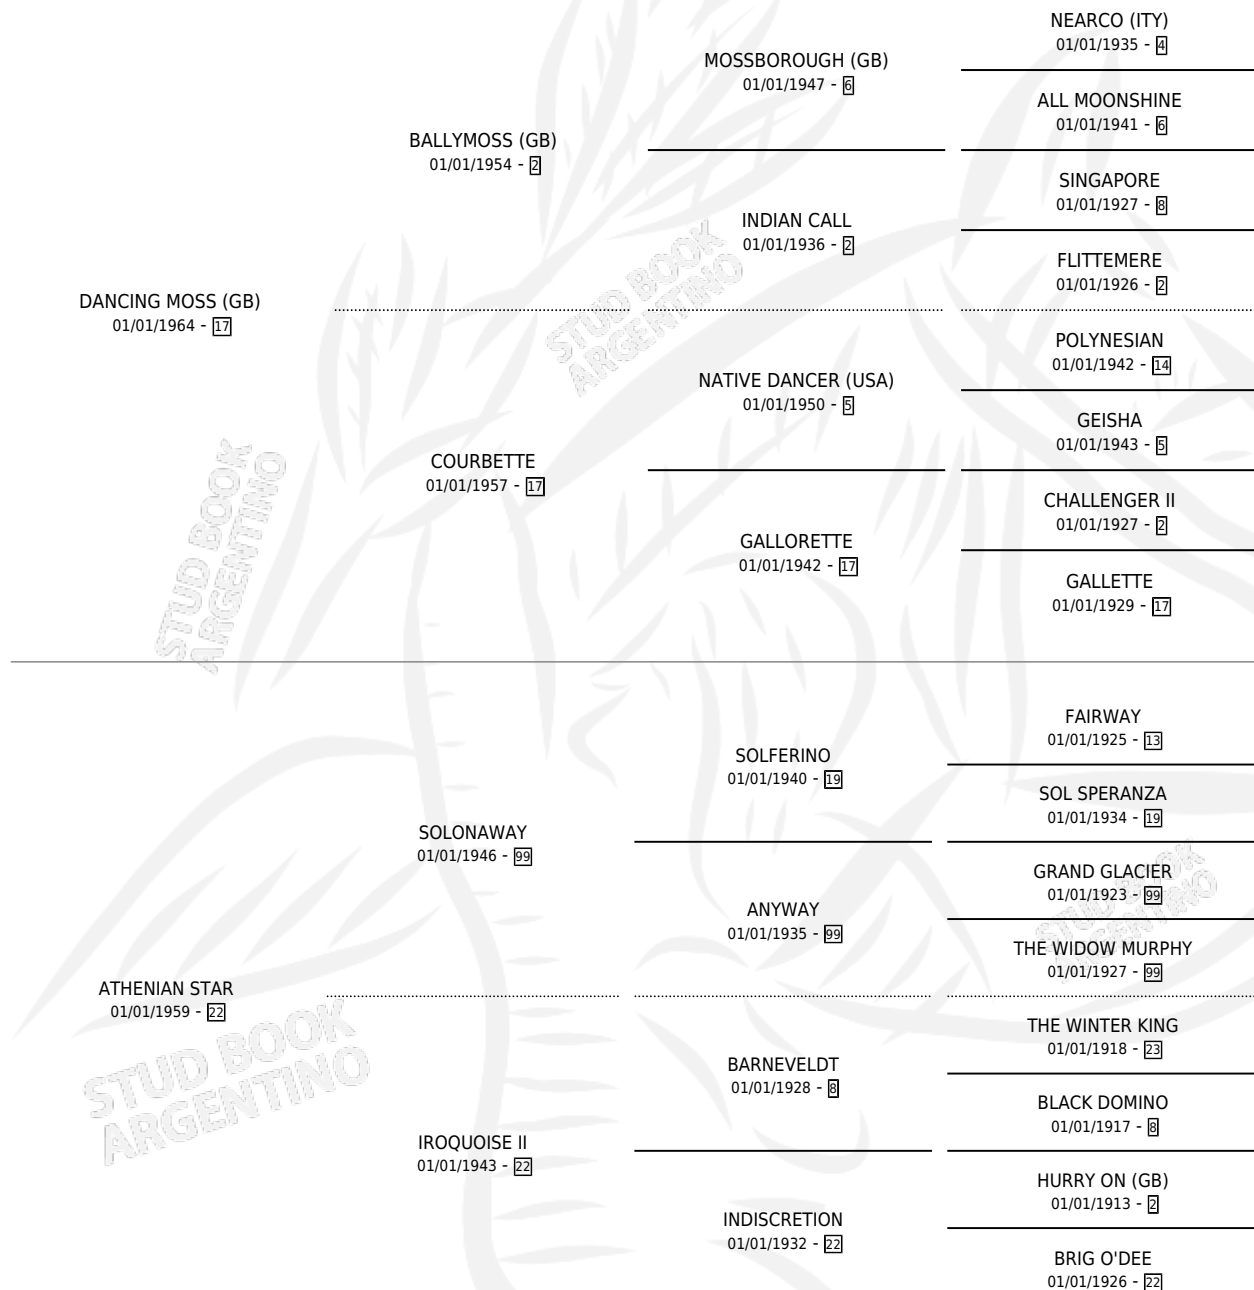 NEARCO (ITY)
01/01/1935 - 4
MOSSBOROUGH (GB)
01/01/1947 - 6
ALL MOONSHINE
01/01/1941 - 6
BALLYMOSS (GB)
01/01/1954 - 2
SINGAPORE
01/01/1927 - 8
INDIAN CALL
01/01/1936 - 2
FLITTEMERE
01/01/1926 - 2
DANCING MOSS (GB)
01/01/1964 - 17
POLYNESIAN
01/01/1942 - 14
NATIVE DANCER (USA)
01/01/1950 - 5
GEISHA
01/01/1943 - 5
COURBETTE
01/01/1957 - 17
CHALLENGER II
01/01/1927 - 2
GALLORETTE
01/01/1942 - 17
GALLETTE
01/01/1929 - 17
FAIRWAY
01/01/1925 - 13
SOLFERINO
01/01/1940 - 19
SOL SPERANZA
01/01/1934 - 19
SOLONAWAY
01/01/1946 - 99
GRAND GLACIER
01/01/1923 - 99
ANYWAY
01/01/1935 - 99
THE WIDOW MURPHY
01/01/1927 - 99
ATHENIAN STAR
01/01/1959 - 22
THE WINTER KING
01/01/1918 - 23
BARNEVELDT
01/01/1928 - 8
BLACK DOMINO
01/01/1917 - 8
IROQUOISE II
01/01/1943 - 22
HURRY ON (GB)
01/01/1913 - 2
INDISCRETION
01/01/1932 - 22
BRIG O'DEE
01/01/1926 - 22
STUD BOOK
ARGENTINO
STUD BOOK
ARGENTINO
STUD BOOK
ARGENTINO
STUD BOOK
ARGENTINO